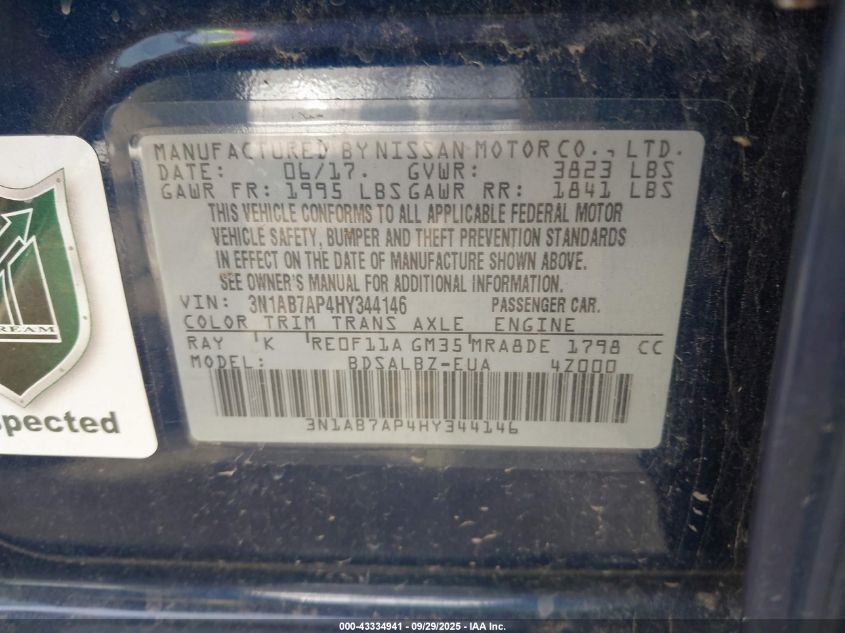 MANUFACTURED BY NISSAN MOTOR CO., LTD.
DATE: 06/17. GVWR: 3823 LBS
GAWR FR: 1995 LBS GAWR RR: 1841 LBS
THIS VEHICLE CONFORMS TO ALL APPLICABLE FEDERAL MOTOR
VEHICLE SAFETY, BUMPER AND THEFT PREVENTION STANDARDS
IN EFFECT ON THE DATE OF MANUFACTURE SHOWN ABOVE.
SEE OWNER'S MANUAL FOR ADDITIONAL INFORMATION.
VIN: 3N1AB7AP4HY344146 PASSENGER CAR.
COLOR TRIM TRANS AXLE ENGINE
RAY K RE0F11A GM35 MRA8DE 1798 CC
MODEL: BDSALBZ-EUA 4Z000
3N1AB7AP4HY344146
REAM
pected
000-43334941 - 09/29/2025 - IAA Inc.